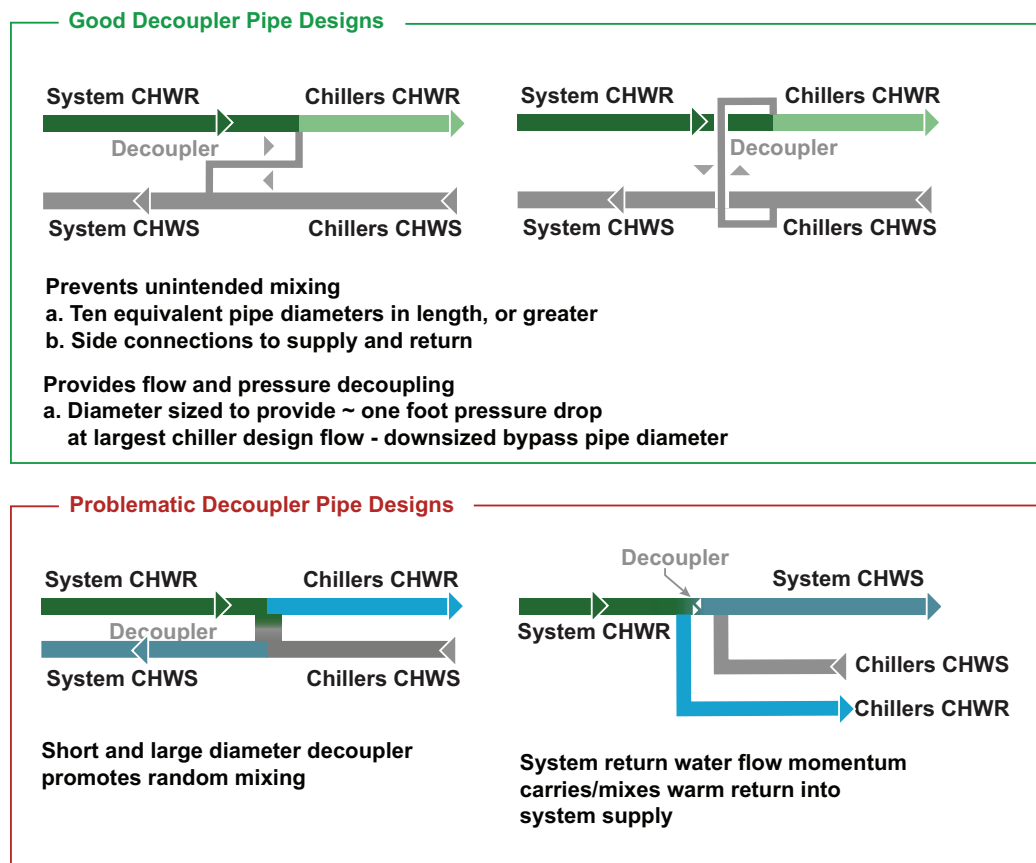 Good Decoupler Pipe Designs
System CHWR
Chillers CHWR
Decoupler
System CHWS
Chillers CHWS
System CHWR
Chillers CHWR
Decoupler
System CHWS
Chillers CHWS
Prevents unintended mixing
a. Ten equivalent pipe diameters in length, or greater
b. Side connections to supply and return
Provides flow and pressure decoupling
a. Diameter sized to provide ~ one foot pressure drop
at largest chiller design flow - downsized bypass pipe diameter
Problematic Decoupler Pipe Designs
System CHWR
Chillers CHWR
Decoupler
System CHWS
Chillers CHWS
Short and large diameter decoupler
promotes random mixing
Decoupler
System CHWS
System CHWR
Chillers CHWS
Chillers CHWR
System return water flow momentum
carries/mixes warm return into
system supply